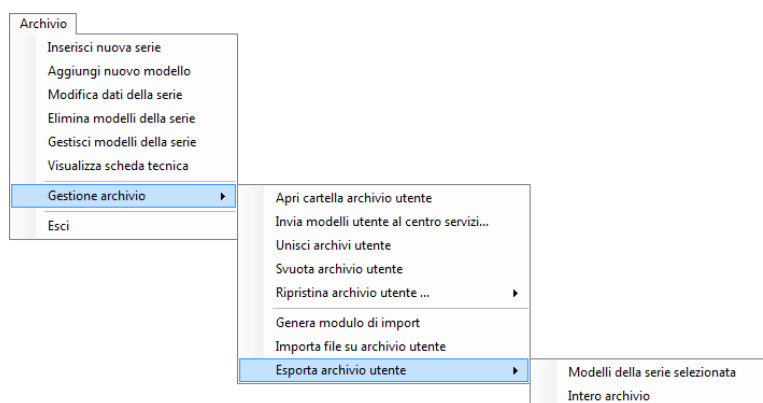 Archivio
Inserisci nuova serie
Aggiungi nuovo modello
Modifica dati della serie
Elimina modelli della serie
Gestisci modelli della serie
Visualizza scheda tecnica
Gestione archivio
Esci
Apri cartella archivio utente
Invia modelli utente al centro servizi...
Unisci archivi utente
Svuota archivio utente
Ripristina archivio utente ...
Genera modulo di import
Importa file su archivio utente
Esporta archivio utente
Modelli della serie selezionata
Intero archivio